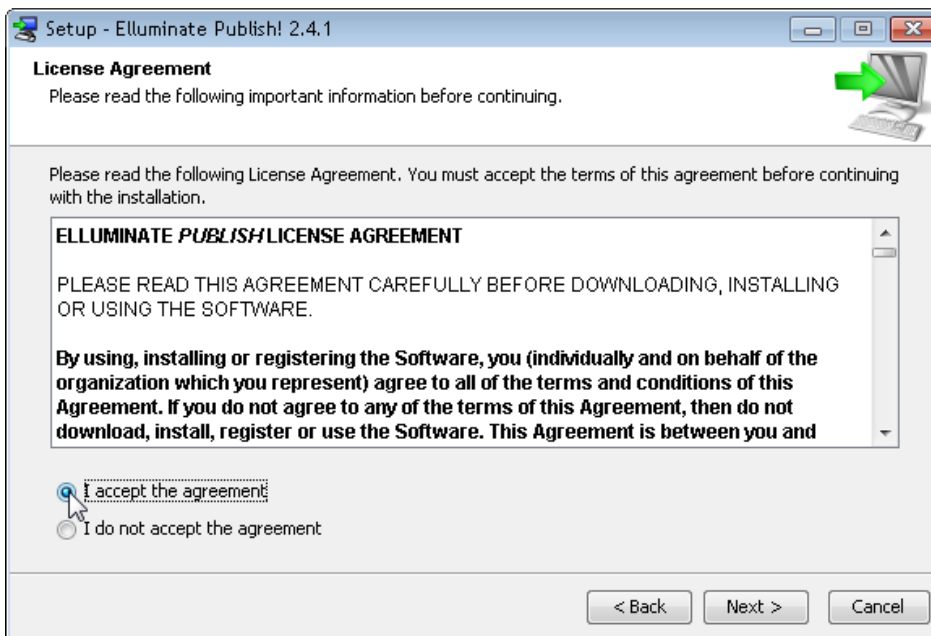 Setup - Elluminate Publish! 2.4.1
License Agreement
Please read the following important information before continuing.
Please read the following License Agreement. You must accept the terms of this agreement before continuing
with the installation.
ELLUMINATE PUBLISH LICENSE AGREEMENT
PLEASE READ THIS AGREEMENT CAREFULLY BEFORE DOWNLOADING, INSTALLING
OR USING THE SOFTWARE.
By using, installing or registering the Software, you (individually and on behalf of the
organization which you represent) agree to all of the terms and conditions of this
Agreement. If you do not agree to any of the terms of this Agreement, then do not
download, install, register or use the Software. This Agreement is between you and
I accept the agreement
I do not accept the agreement
< Back Next > Cancel